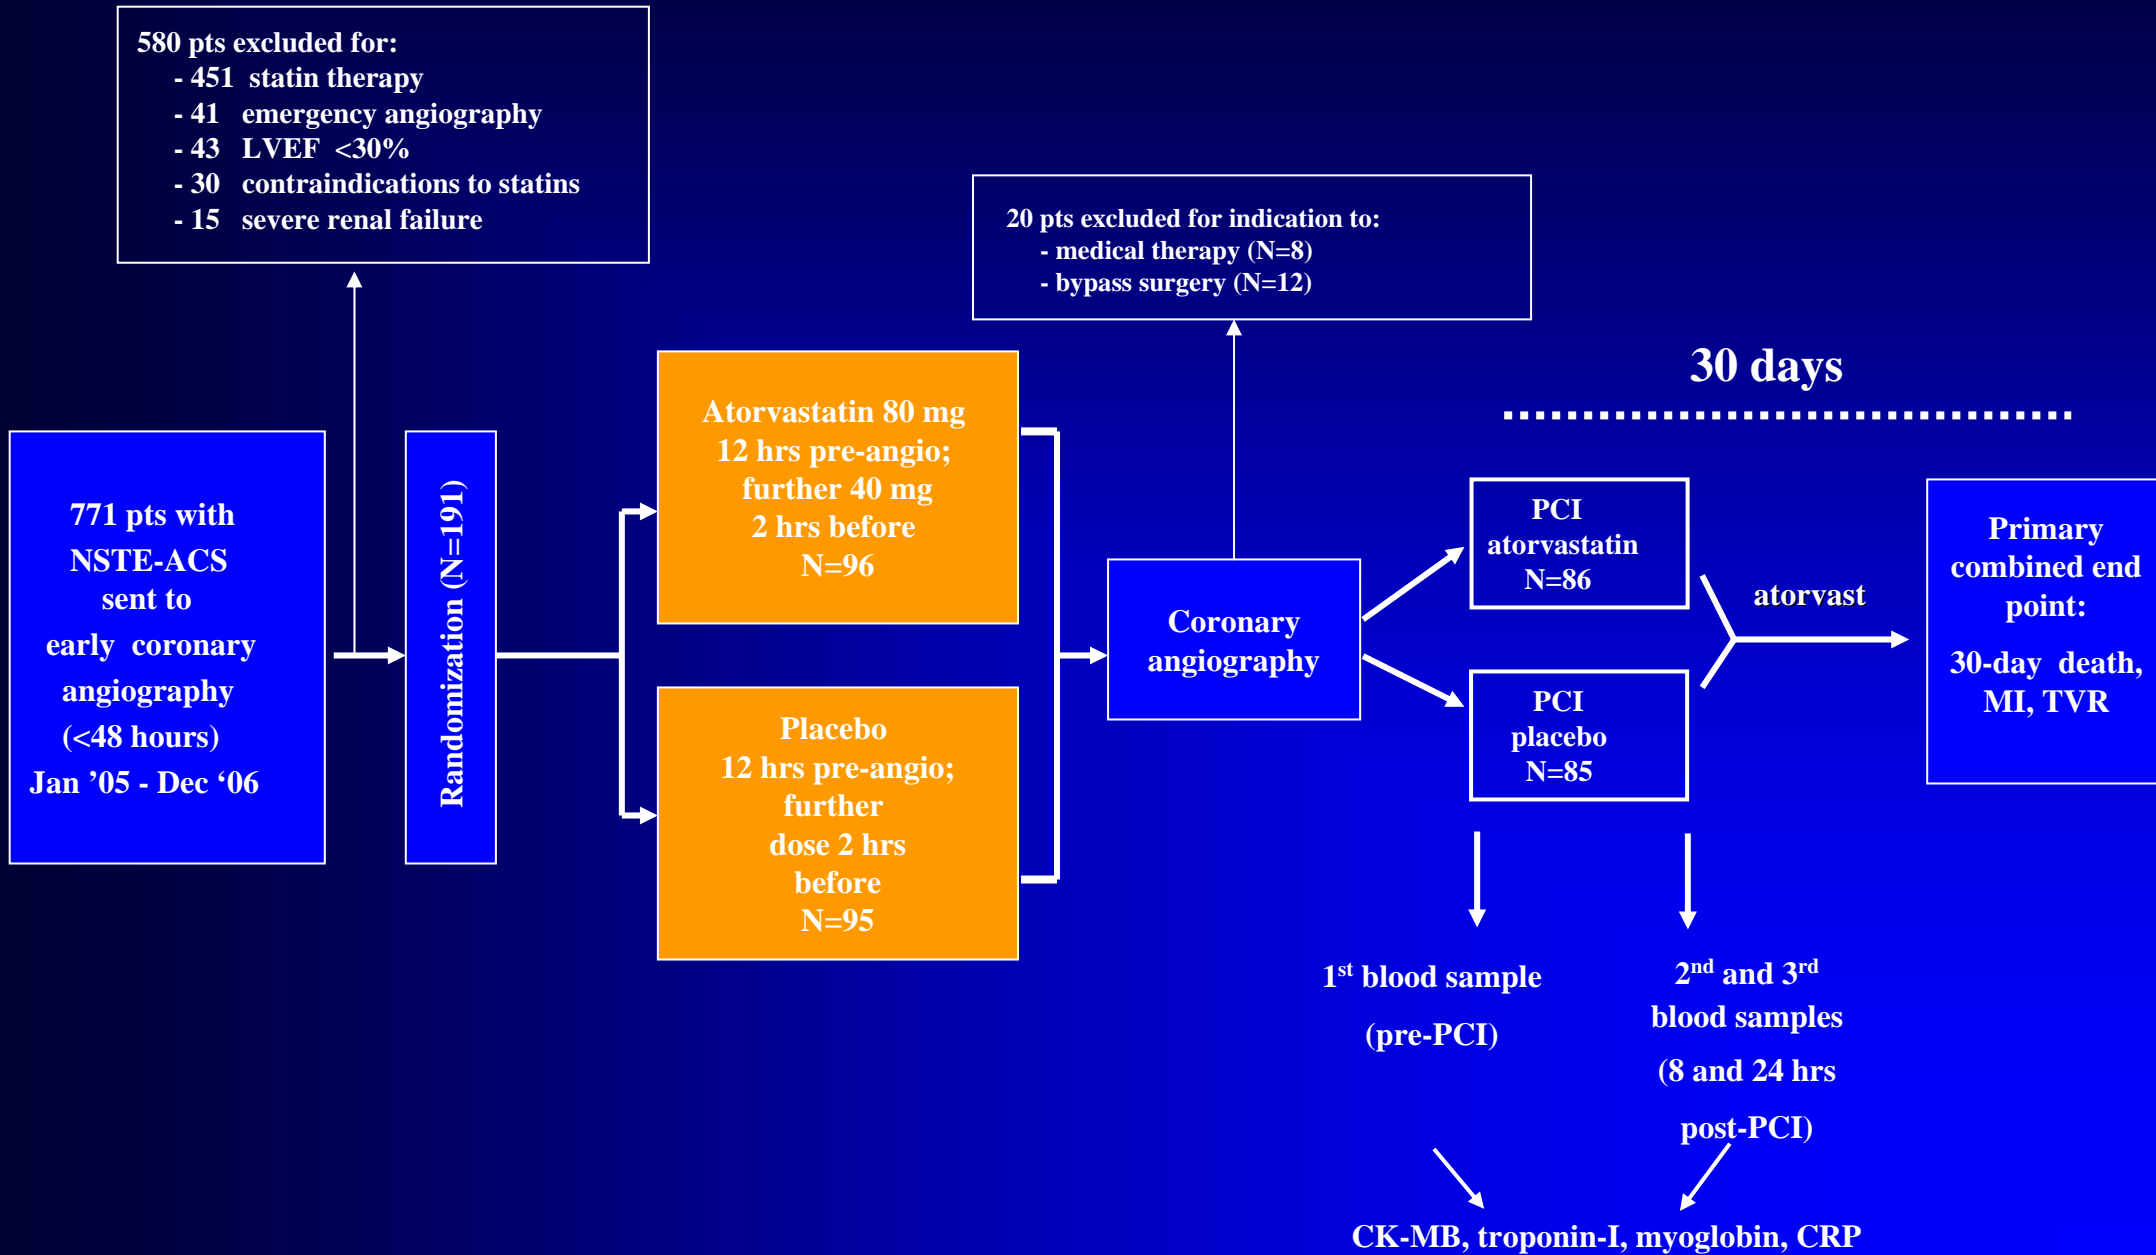 580 pts excluded for:
- 451 statin therapy
- 41 emergency angiography
- 43 LVEF <30%
- 30 contraindications to statins
- 15 severe renal failure
20 pts excluded for indication to:
- medical therapy (N=8)
- bypass surgery (N=12)
30 days
771 pts with
NSTE-ACS
sent to
early coronary
angiography
(<48 hours)
Jan ’05 - Dec ‘06
Randomization (N=191)
Atorvastatin 80 mg
12 hrs pre-angio;
further 40 mg
2 hrs before
N=96
Placebo
12 hrs pre-angio;
further
dose 2 hrs
before
N=95
Coronary
angiography
PCI
atorvastatin
N=86
PCI
placebo
N=85
atorvast
Primary
combined end
point:
30-day death,
MI, TVR
1st blood sample
(pre-PCI)
2nd and 3rd
blood samples
(8 and 24 hrs
post-PCI)
CK-MB, troponin-I, myoglobin, CRP